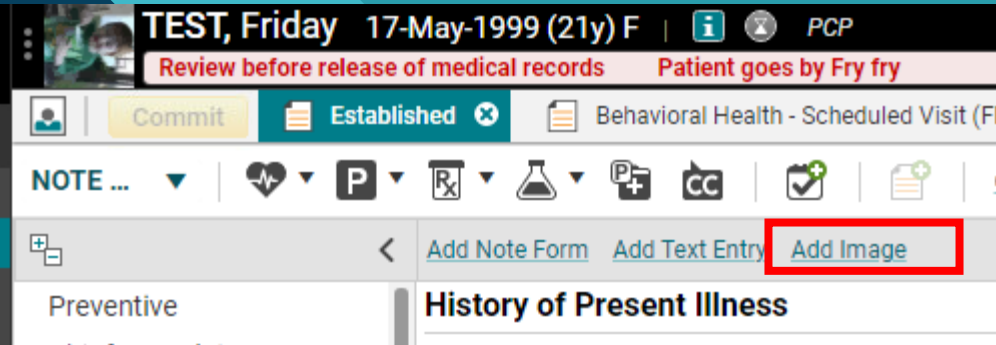 TEST, Friday 17-May-1999 (21y) F | i PCP
Review before release of medical records Patient goes by Fry fry
Commit Established Behavioral Health - Scheduled Visit (F
NOTE ... P Rx P CC
Add Note Form Add Text Entry Add Image
Preventive
History of Present Illness